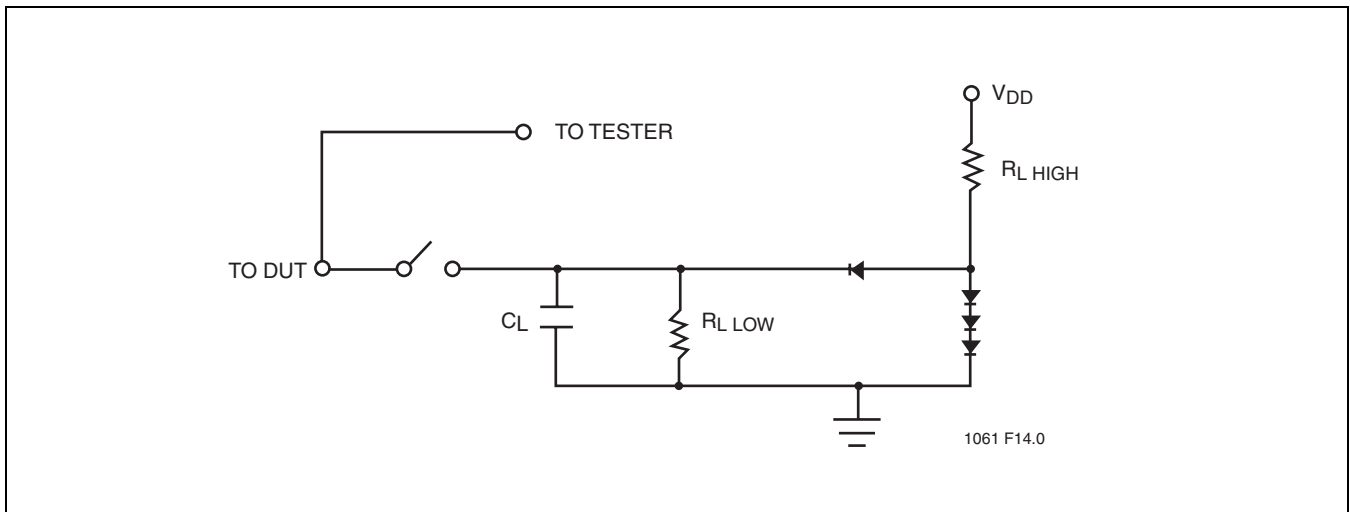 VDD
TO TESTER
RL HIGH
TO DUT
CL
RL LOW
1061 F14.0